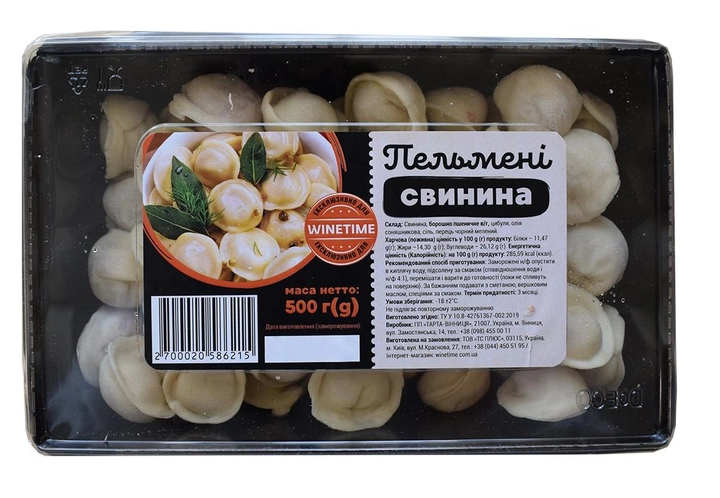 Пельмені
свинина
ЕКСКЛЮЗИВНО ДЛЯ
WINETIME
ЕКСКЛЮЗИВНО ДЛЯ
маса нетто:
500 г(g)
Дата виготовлення (заморожування):
2 700020 586215
Склад: Свинина, борошно пшеничне в/г, цибуля, олія
соняшникова, сіль, перець чорний мелений.
Харчова (поживна) цінність у 100 g (г) продукту: Білки – 11,47
g(г); Жири – 14,30 g(г); Вуглеводи – 26,12 g(г). Енергетична
цінність (Калорійність): на 100 g(г) продукту: 285,59 kcal (ккал).
Рекомендований спосіб приготування: Заморожені н/ф опустити
в киплячу воду, підсолену за смаком (співвідношення води і
н/ф 4:1), перемішати і варити до готовності (поки не спливуть
на поверхню). За бажанням подавати з сметаною, вершковим
маслом, спеціями за смаком. Термін придатності: 3 місяці.
Умови зберігання: -18 ±2°С.
Не підлягає повторному заморожуванню.
Виготовлено згідно: ТУ У 10.8-42761367-002:2019
Виробник: ПП «ТАРТА-ВІННИЦЯ», 21007, Україна, м. Вінниця,
вул. Замостянська, 14, тел.: +38 (098) 455 00 11
Виготовлено на замовлення: ТОВ «ТС ПЛЮС», 03115, Україна,
м. Київ, вул. М.Краснова, 27, тел.: +38 (044) 450 51 95 /
Інтернет-магазин: winetime.com.ua